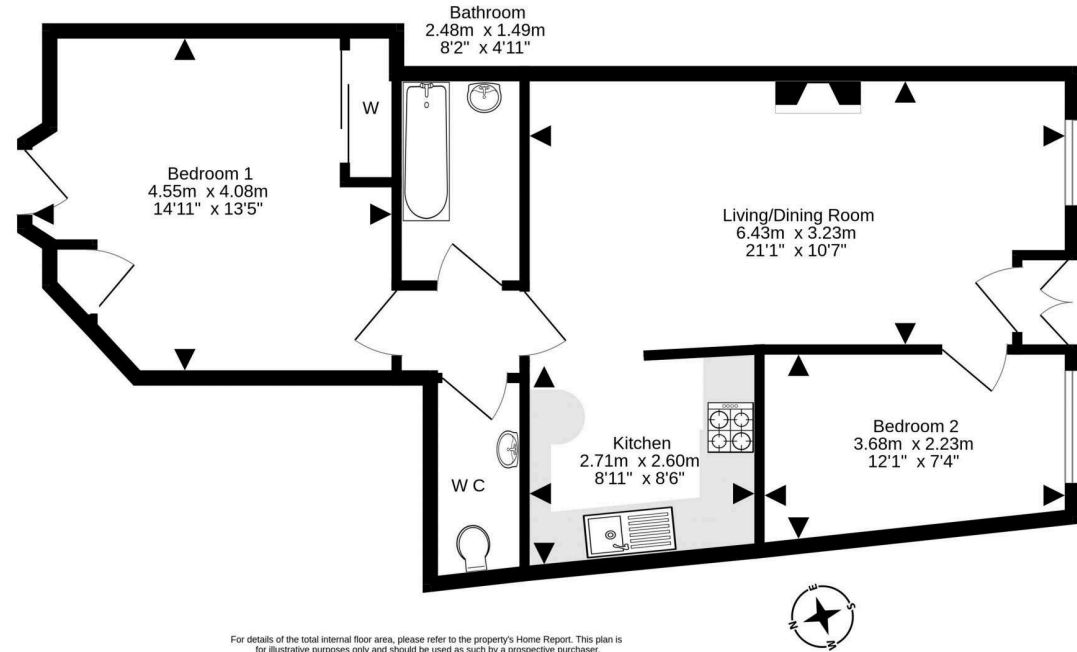 Bathroom
2.48m x 1.49m
8'2" x 4'11"
W
Bedroom 1
4.55m x 4.08m
14'11" x 13'5"
Living/Dining Room
6.43m x 3.23m
21'1" x 10'7"
Bedroom 2
3.68m x 2.23m
12'1" x 7'4"
Kitchen
2.71m x 2.60m
8'11" x 8'6"
W C
E
S
N
W
For details of the total internal floor area, please refer to the property's Home Report. This plan is
for illustrative purposes only and should be used as such by a prospective purchaser.